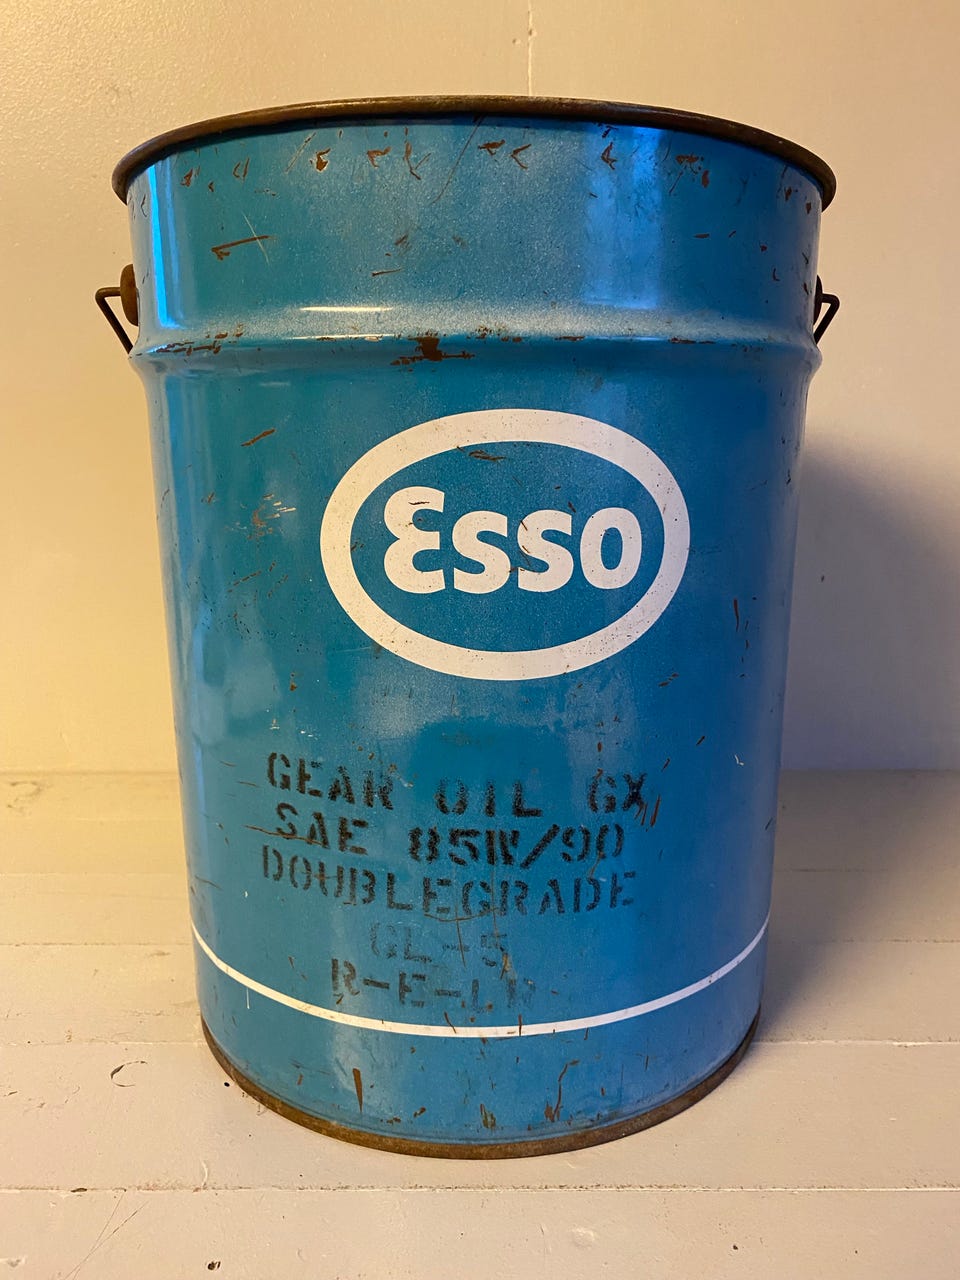 Esso
GEAR OIL GX
SAE 85W/90
DOUBLEGRADE
GL-5